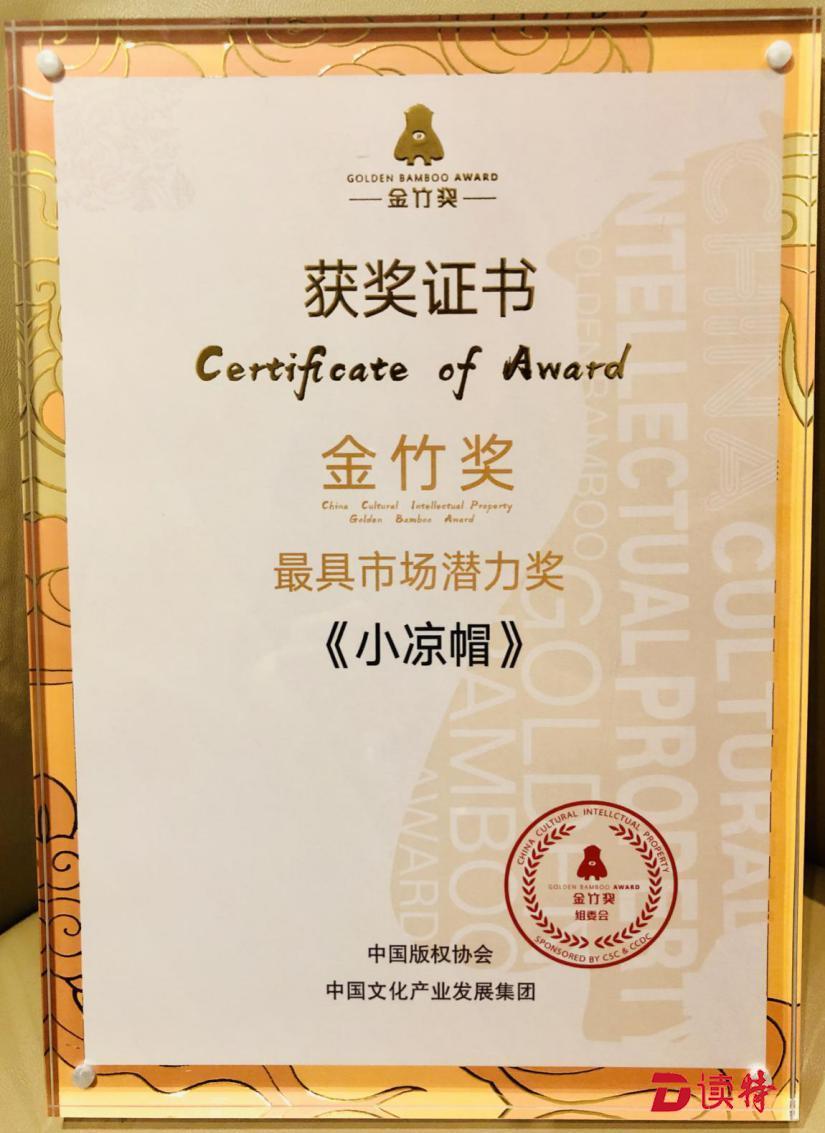 GOLDEN BAMBOO AWARD
金竹奖
获奖证书
Certificate of Award
金竹奖
China Cultural Intellectual Property
Golden Bamboo Award
最具市场潜力奖
《小凉帽》
CHINA CULTURAL
INTELLECTUAL PROPERTY
GOLDEN BAMBOO
GOLDEN
BAMBOO
AWARD
CHINA CULTURAL INTELLCTUAL PROPERTY
GOLDEN BAMBOO AWARD
金竹奖
组委会
SPONSORED BY CSC & CCDC
中国版权协会
中国文化产业发展集团
读特